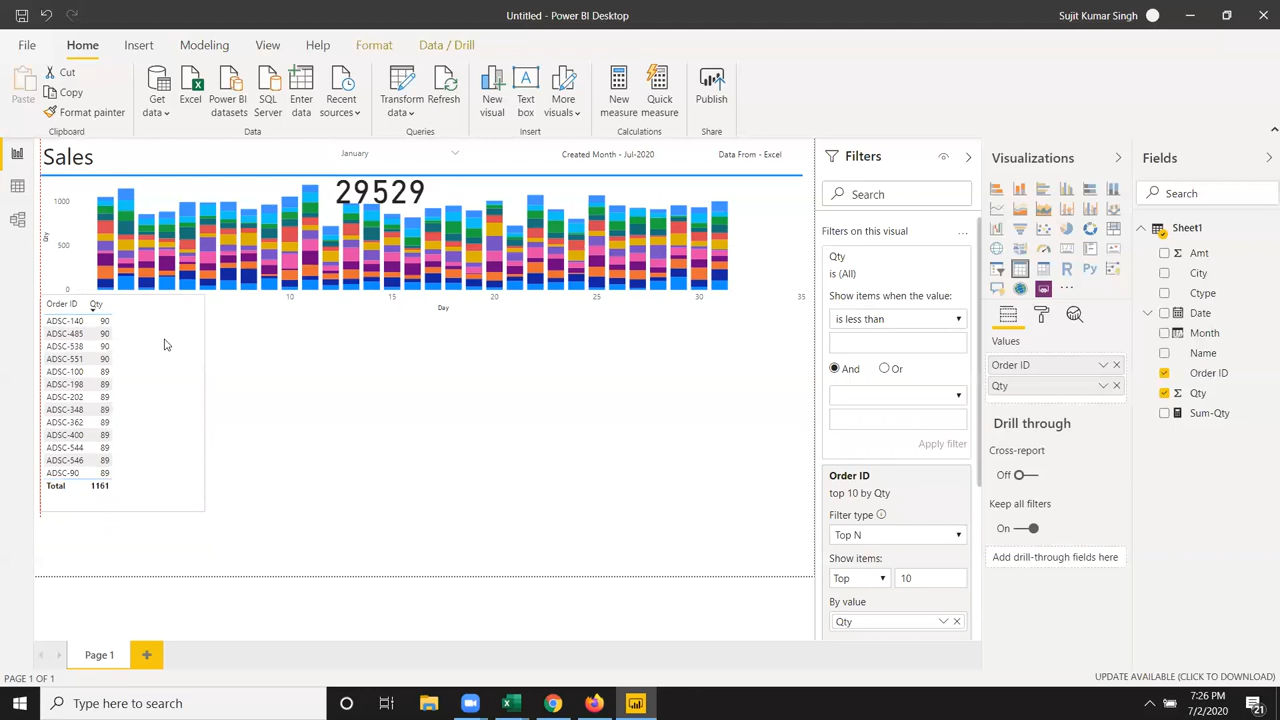 Untitled - Power BI Desktop
Sujit Kumar Singh
File Home Insert Modeling View Help Format Data / Drill
Paste
Cut
Copy
Format painter
Get data
Excel
Power BI datasets
SQL Server
Enter data
Recent sources
Transform data
Refresh
New visual
Text box
More visuals
New measure
Quick measure
Publish
Clipboard
Data
Queries
Insert
Calculations
Share
Sales
January
Created Month - Jul-2020
Data From - Excel
29529
1000
500
0
Qty
10 15 20 25 30 35
Day
Order ID Qty
ADSC-140 90
ADSC-485 90
ADSC-538 90
ADSC-551 90
ADSC-100 89
ADSC-198 89
ADSC-202 89
ADSC-348 89
ADSC-362 89
ADSC-400 89
ADSC-544 89
ADSC-546 89
ADSC-90 89
Total 1161
Filters
Search
Filters on this visual ...
Qty
is (All)
Show items when the value:
is less than
And Or
Apply filter
Order ID
top 10 by Qty
Filter type
Top N
Show items:
Top 10
By value
Qty
Visualizations
R Py
...
Values
Order ID
Qty
Drill through
Cross-report
Off
Keep all filters
On
Add drill-through fields here
Fields
Search
Sheet1
Σ Amt
City
Ctype
Date
Month
Name
Order ID
Σ Qty
Sum-Qty
Page 1
PAGE 1 OF 1
UPDATE AVAILABLE (CLICK TO DOWNLOAD)
Type here to search
7:26 PM
7/2/2020
21